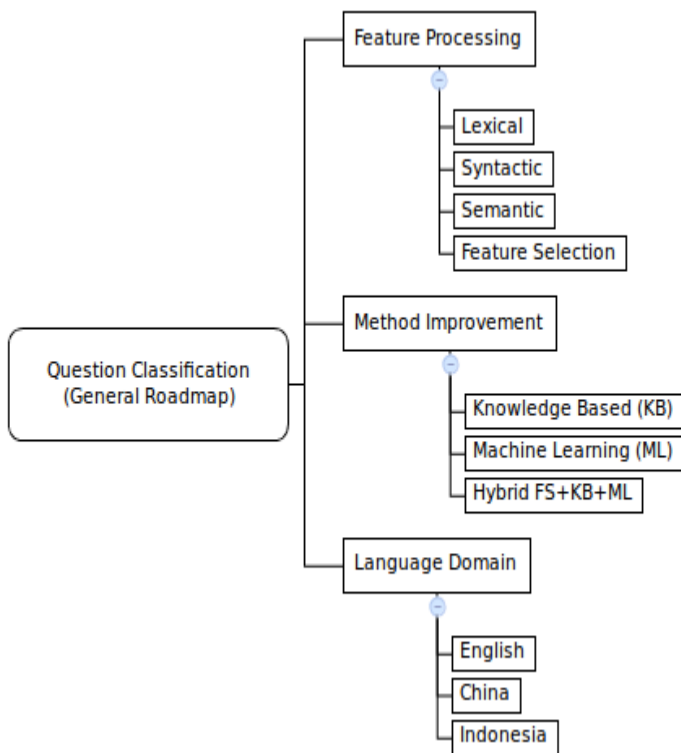 Feature Processing
Lexical
Syntactic
Semantic
Feature Selection
Question Classification
(General Roadmap)
Method Improvement
Knowledge Based (KB)
Machine Learning (ML)
Hybrid FS+KB+ML
Language Domain
English
China
Indonesia